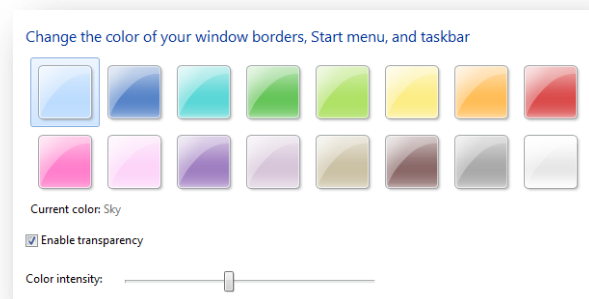 Change the color of your window borders, Start menu, and taskbar
Current color: Sky
Enable transparency
Color intensity: